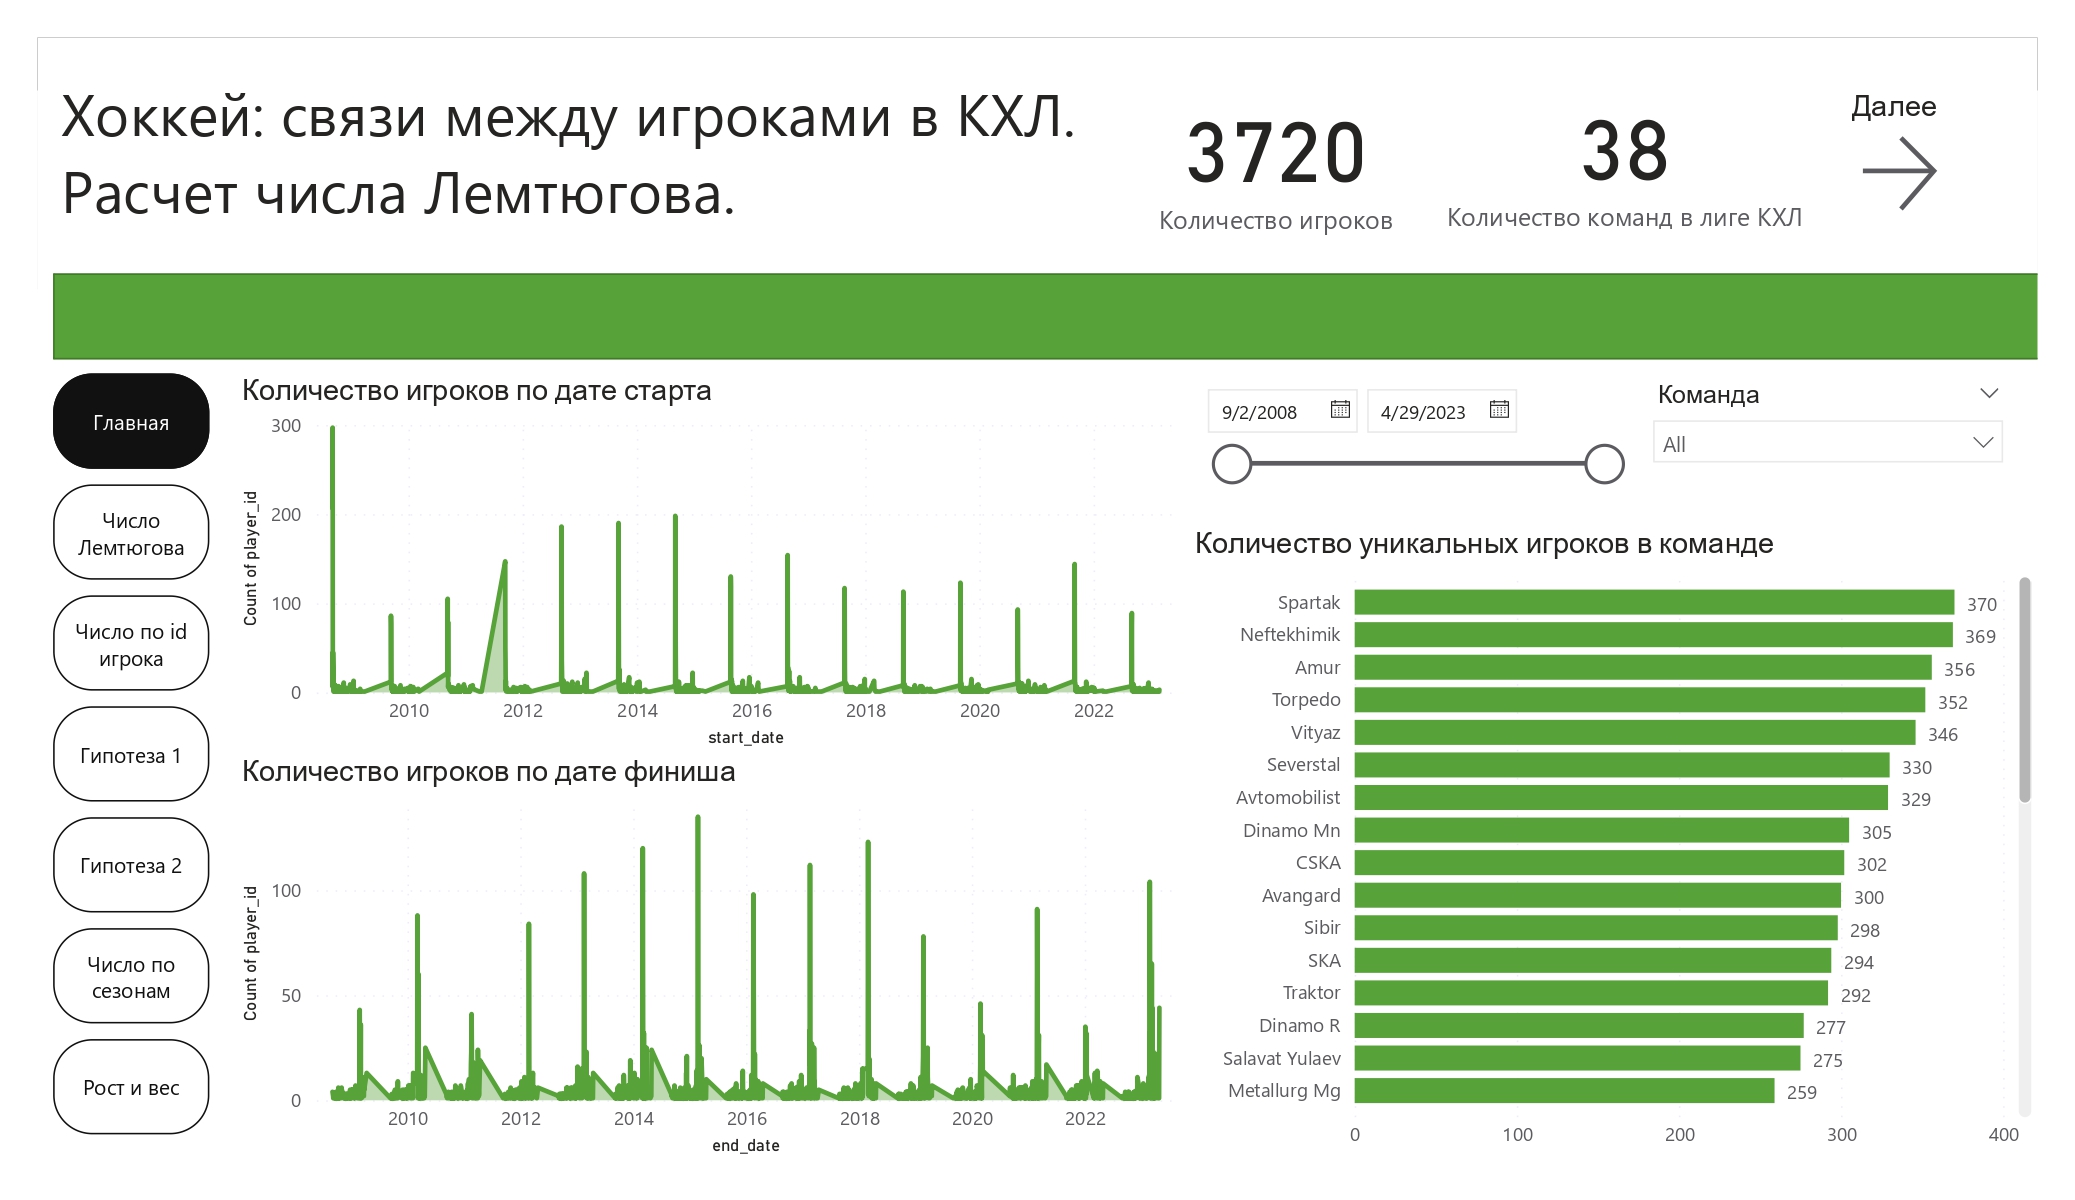 Хоккей: связи между игроками в КХЛ.
Расчет числа Лемтюгова.
3720
Количество игроков
38
Количество команд в лиге КХЛ
Далее
Главная
Число
Лемтюгова
Число по id
игрока
Гипотеза 1
Гипотеза 2
Число по
сезонам
Рост и вес
Количество игроков по дате старта
Count of player_id
300
200
100
0
2010
2012
2014
2016
2018
2020
2022
start_date
Количество игроков по дате финиша
Count of player_id
100
50
0
2010
2012
2014
2016
2018
2020
2022
end_date
9/2/2008
4/29/2023
Команда
All
Количество уникальных игроков в команде
Spartak 370
Neftekhimik 369
Amur 356
Torpedo 352
Vityaz 346
Severstal 330
Avtomobilist 329
Dinamo Mn 305
CSKA 302
Avangard 300
Sibir 298
SKA 294
Traktor 292
Dinamo R 277
Salavat Yulaev 275
Metallurg Mg 259
0
100
200
300
400